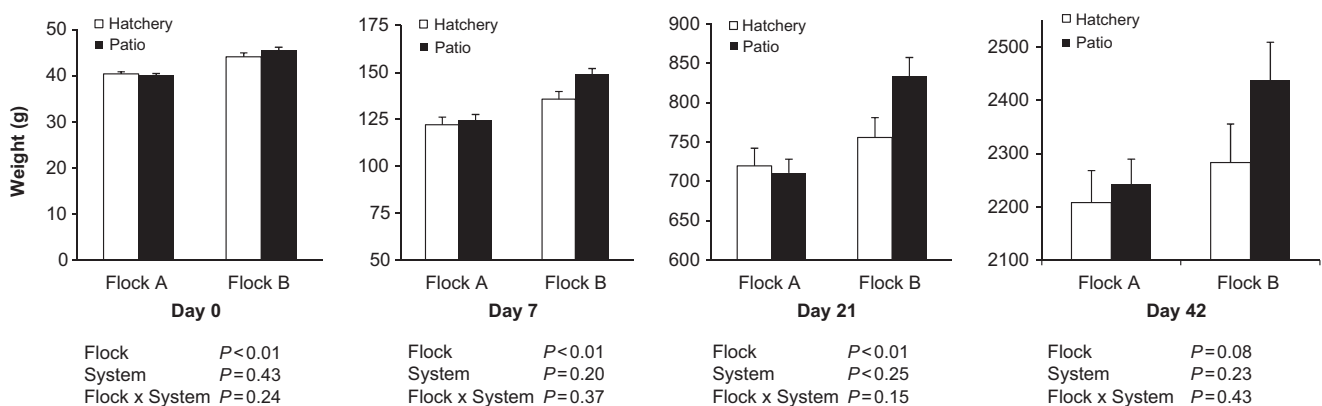 Weight (g)
50
40
30
20
10
0
Hatchery
Patio
Flock A Flock B
Day 0
Flock P<0.01
System P=0.43
Flock x System P=0.24
175
150
125
100
75
50
Hatchery
Patio
Flock A Flock B
Day 7
Flock P<0.01
System P=0.20
Flock x System P=0.37
900
850
800
750
700
650
600
Hatchery
Patio
Flock A Flock B
Day 21
Flock P<0.01
System P<0.25
Flock x System P=0.15
2500
2400
2300
2200
2100
Hatchery
Patio
Flock A Flock B
Day 42
Flock P=0.08
System P=0.23
Flock x System P=0.43